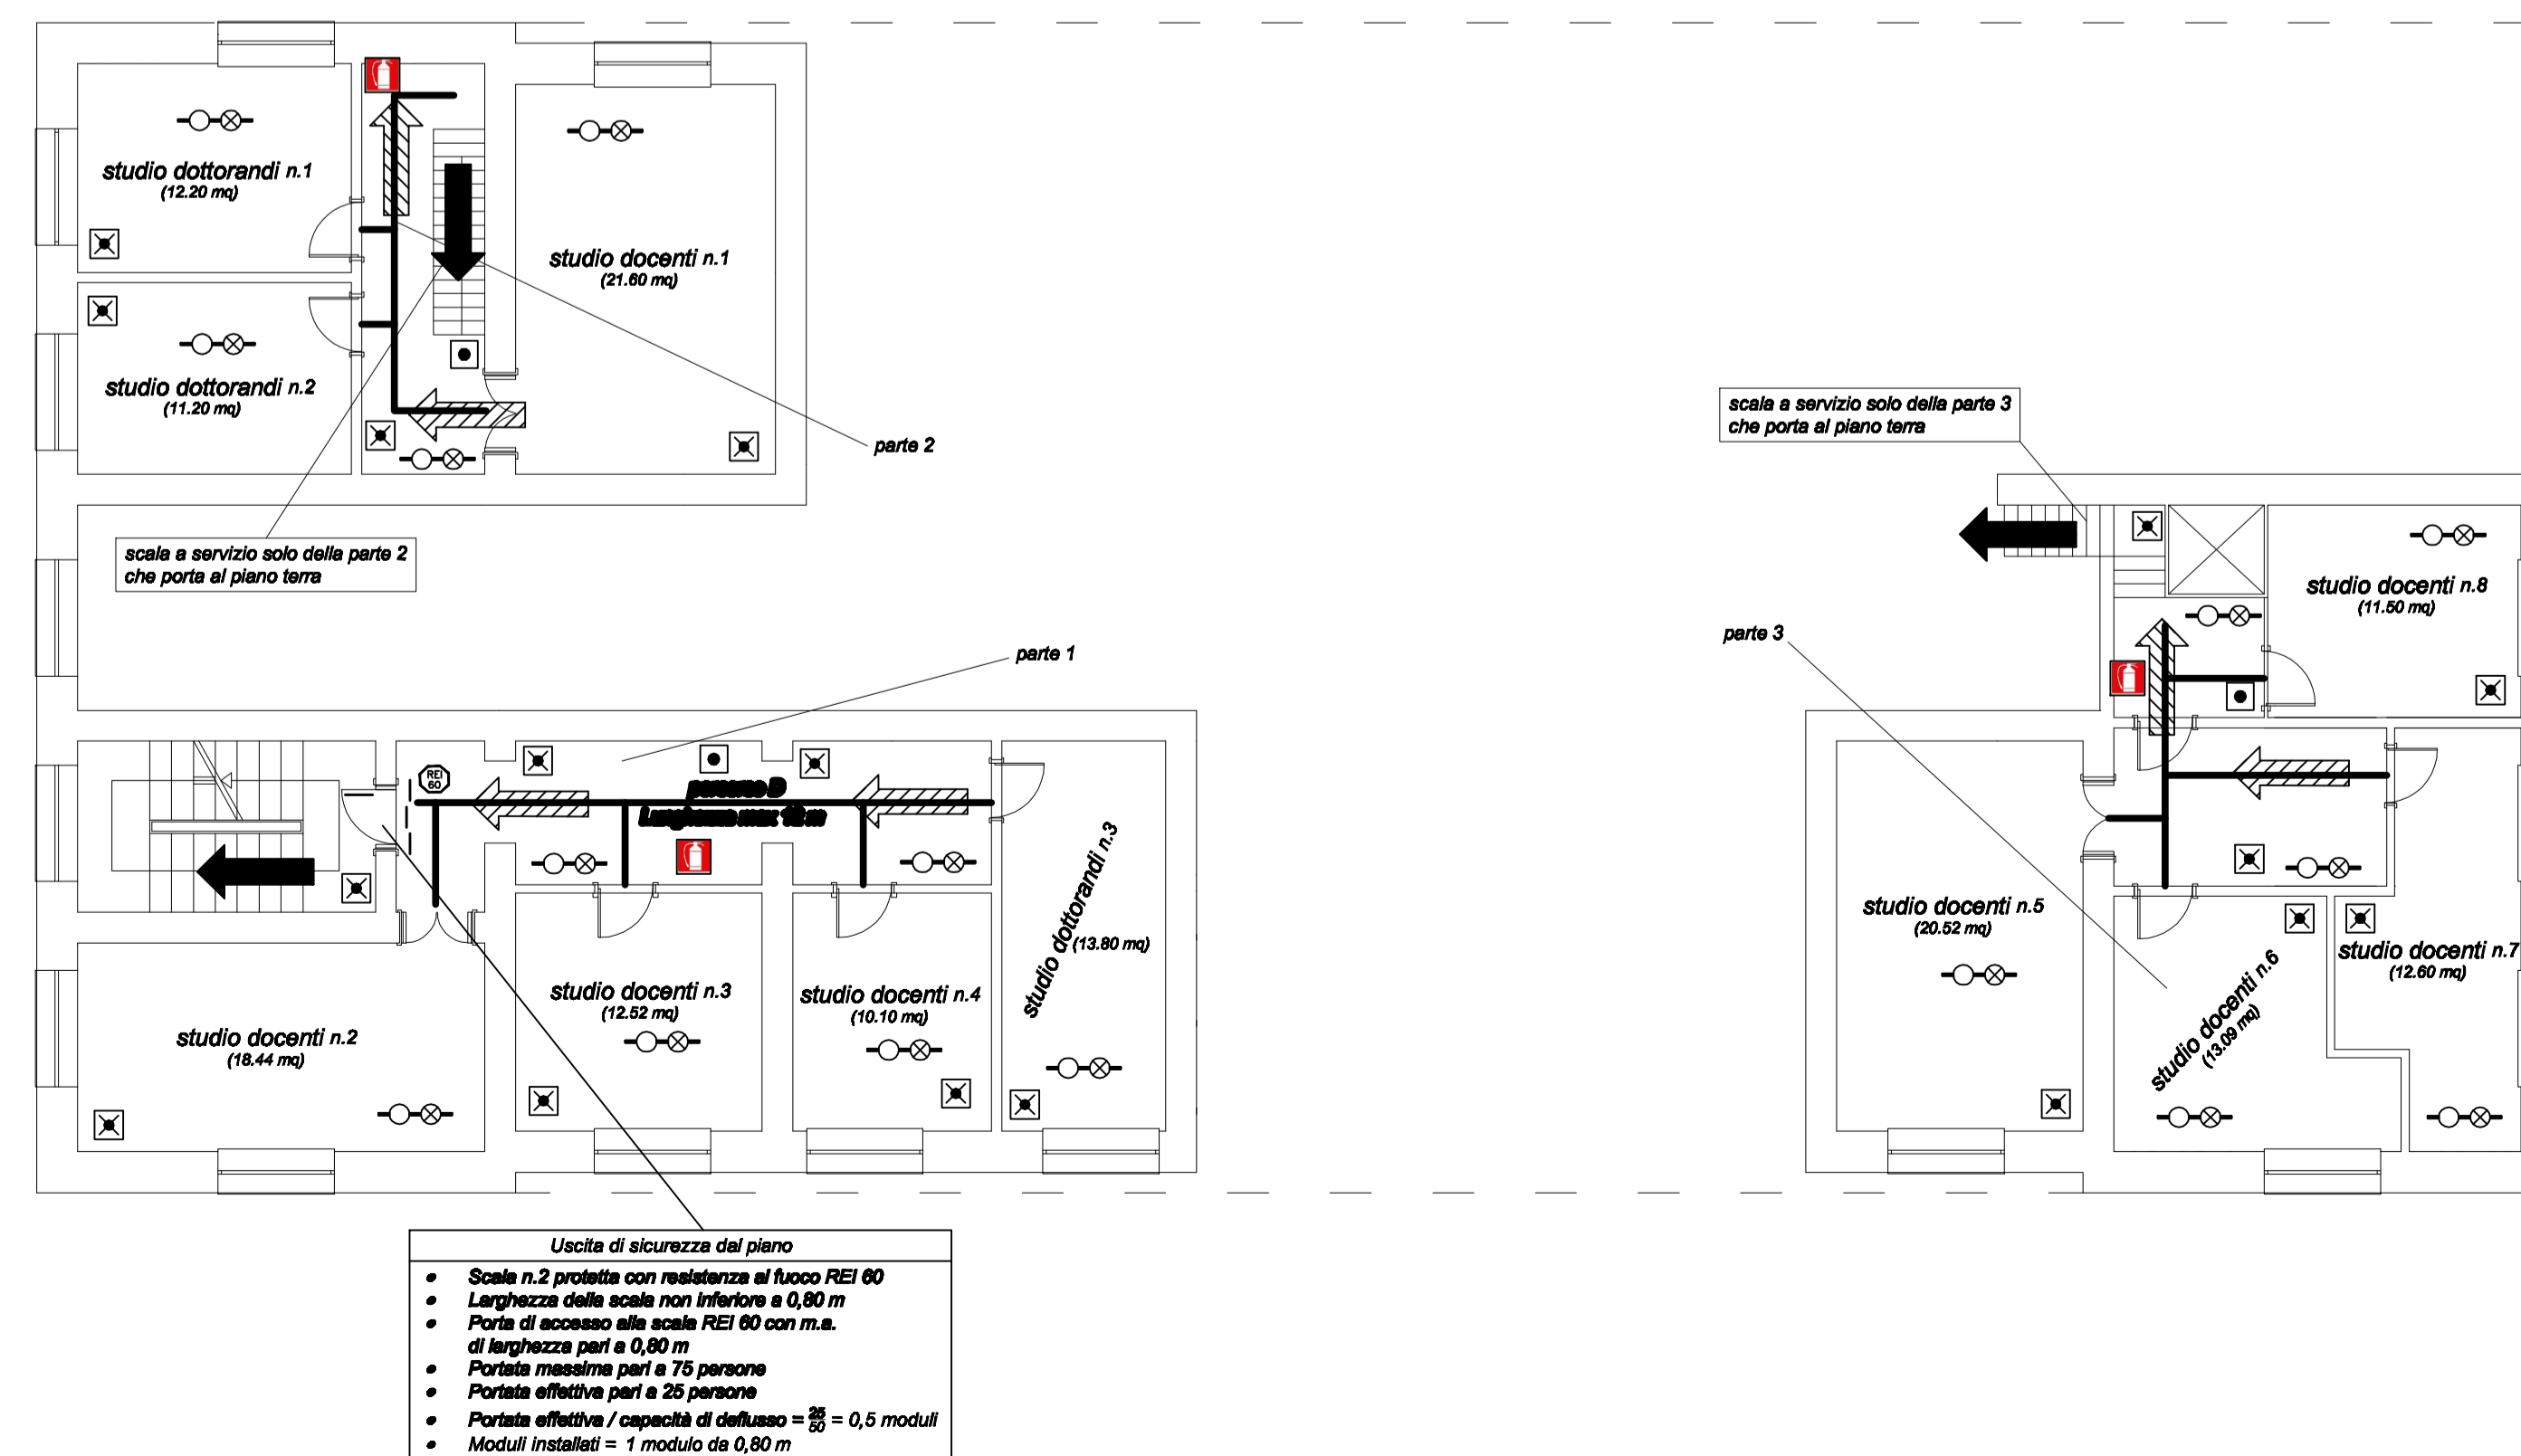 studio dottorandi n.1
(12.20 mq)
studio docenti n.1
(21.60 mq)
studio dottorandi n.2
(11.20 mq)
parte 2
scala a servizio solo della parte 2
che porta al piano terra
scala a servizio solo della parte 3
che porta al piano terra
studio docenti n.8
(11.50 mq)
parte 3
parte 1
REI
60
percorso D
Lunghezza max 12 m
studio dottorandi n.3
(13.80 mq)
studio docenti n.2
(18.44 mq)
studio docenti n.3
(12.52 mq)
studio docenti n.4
(10.10 mq)
studio docenti n.5
(20.52 mq)
studio docenti n.6
(13.09 mq)
studio docenti n.7
(12.60 mq)
Uscita di sicurezza dal piano
• Scala n.2 protetta con resistenza al fuoco REI 60
• Larghezza della scala non inferiore a 0,80 m
• Porta di accesso alla scala REI 60 con m.a.
di larghezza pari a 0,80 m
• Portata massima pari a 75 persone
• Portata effettiva pari a 25 persone
• Portata effettiva / capacità di deflusso = 25/50 = 0,5 moduli
• Moduli installati = 1 modulo da 0,80 m